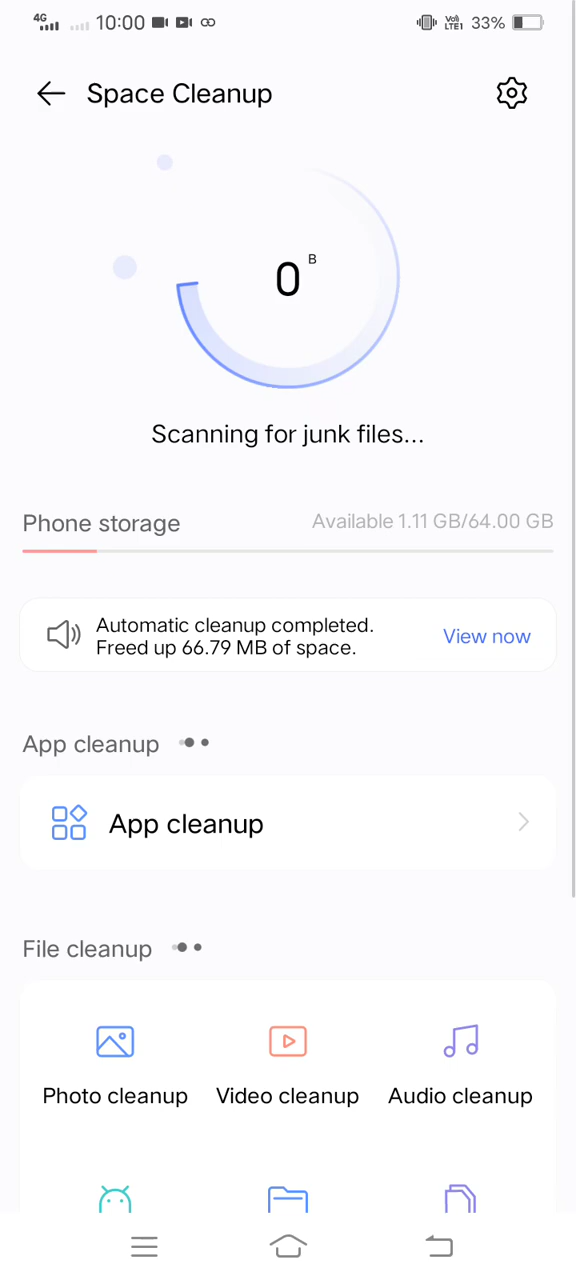 4G 10:00 VoLTE1 33%
Space Cleanup
0 B
Scanning for junk files...
Phone storage Available 1.11 GB/64.00 GB
Automatic cleanup completed.
Freed up 66.79 MB of space.
View now
App cleanup
App cleanup
File cleanup
Photo cleanup Video cleanup Audio cleanup